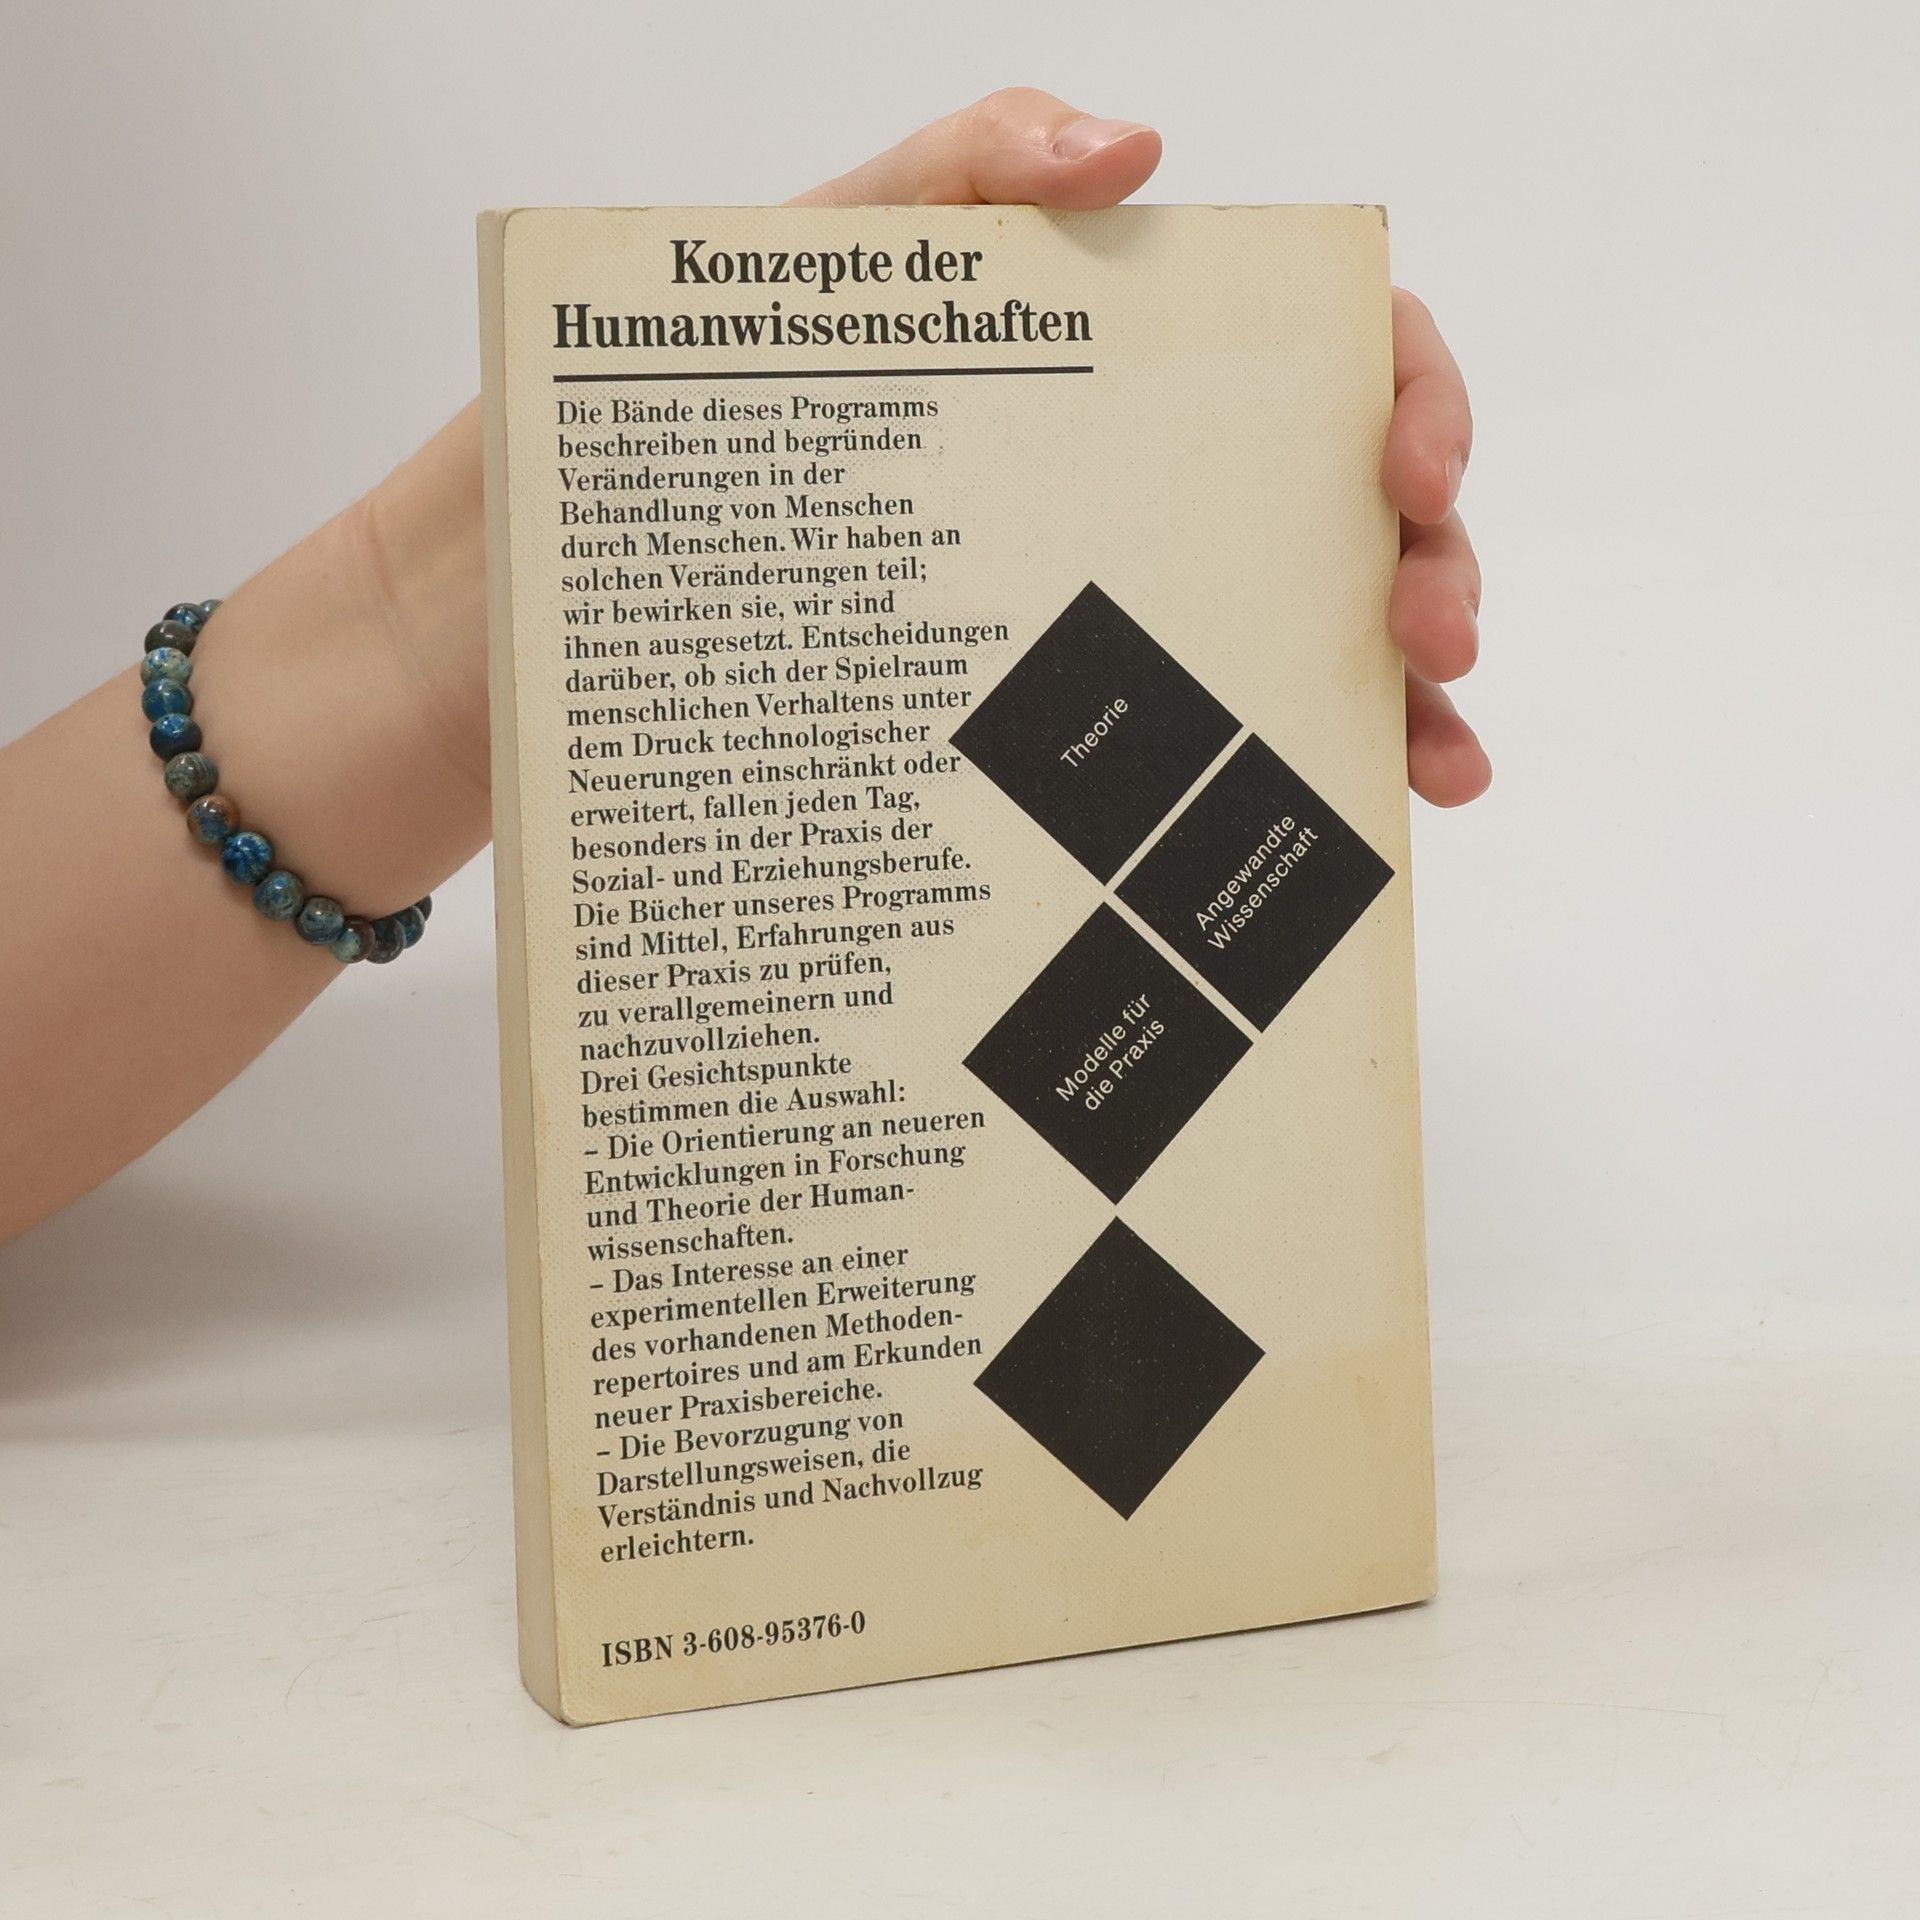 Konzepte der
Humanwissenschaften
Die Bände dieses Programms
beschreiben und begründen
Veränderungen in der
Behandlung von Menschen
durch Menschen. Wir haben an
solchen Veränderungen teil;
wir bewirken sie, wir sind
ihnen ausgesetzt. Entscheidungen
darüber, ob sich der Spielraum
menschlichen Verhaltens unter
dem Druck technologischer
Neuerungen einschränkt oder
erweitert, fallen jeden Tag,
besonders in der Praxis der
Sozial- und Erziehungsberufe.
Die Bücher unseres Programms
sind Mittel, Erfahrungen aus
dieser Praxis zu prüfen,
zu verallgemeinern und
nachzuvollziehen.
Drei Gesichtspunkte
bestimmen die Auswahl:
– Die Orientierung an neueren
Entwicklungen in Forschung
und Theorie der Human-
wissenschaften.
– Das Interesse an einer
experimentellen Erweiterung
des vorhandenen Methoden-
repertoires und am Erkunden
neuer Praxisbereiche.
– Die Bevorzugung von
Darstellungsweisen, die
Verständnis und Nachvollzug
erleichtern.
Theorie
Angewandte
Wissenschaft
Modelle für
die Praxis
ISBN 3-608-95376-0